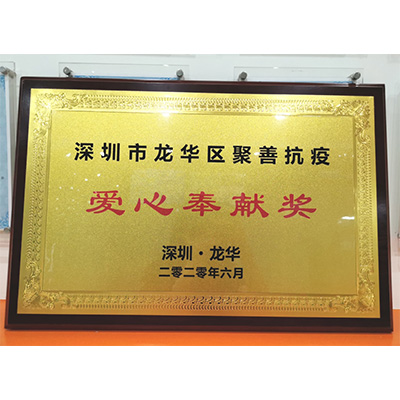 深圳市龙华区聚善抗疫
爱心奉献奖
深圳·龙华
二零二零年六月